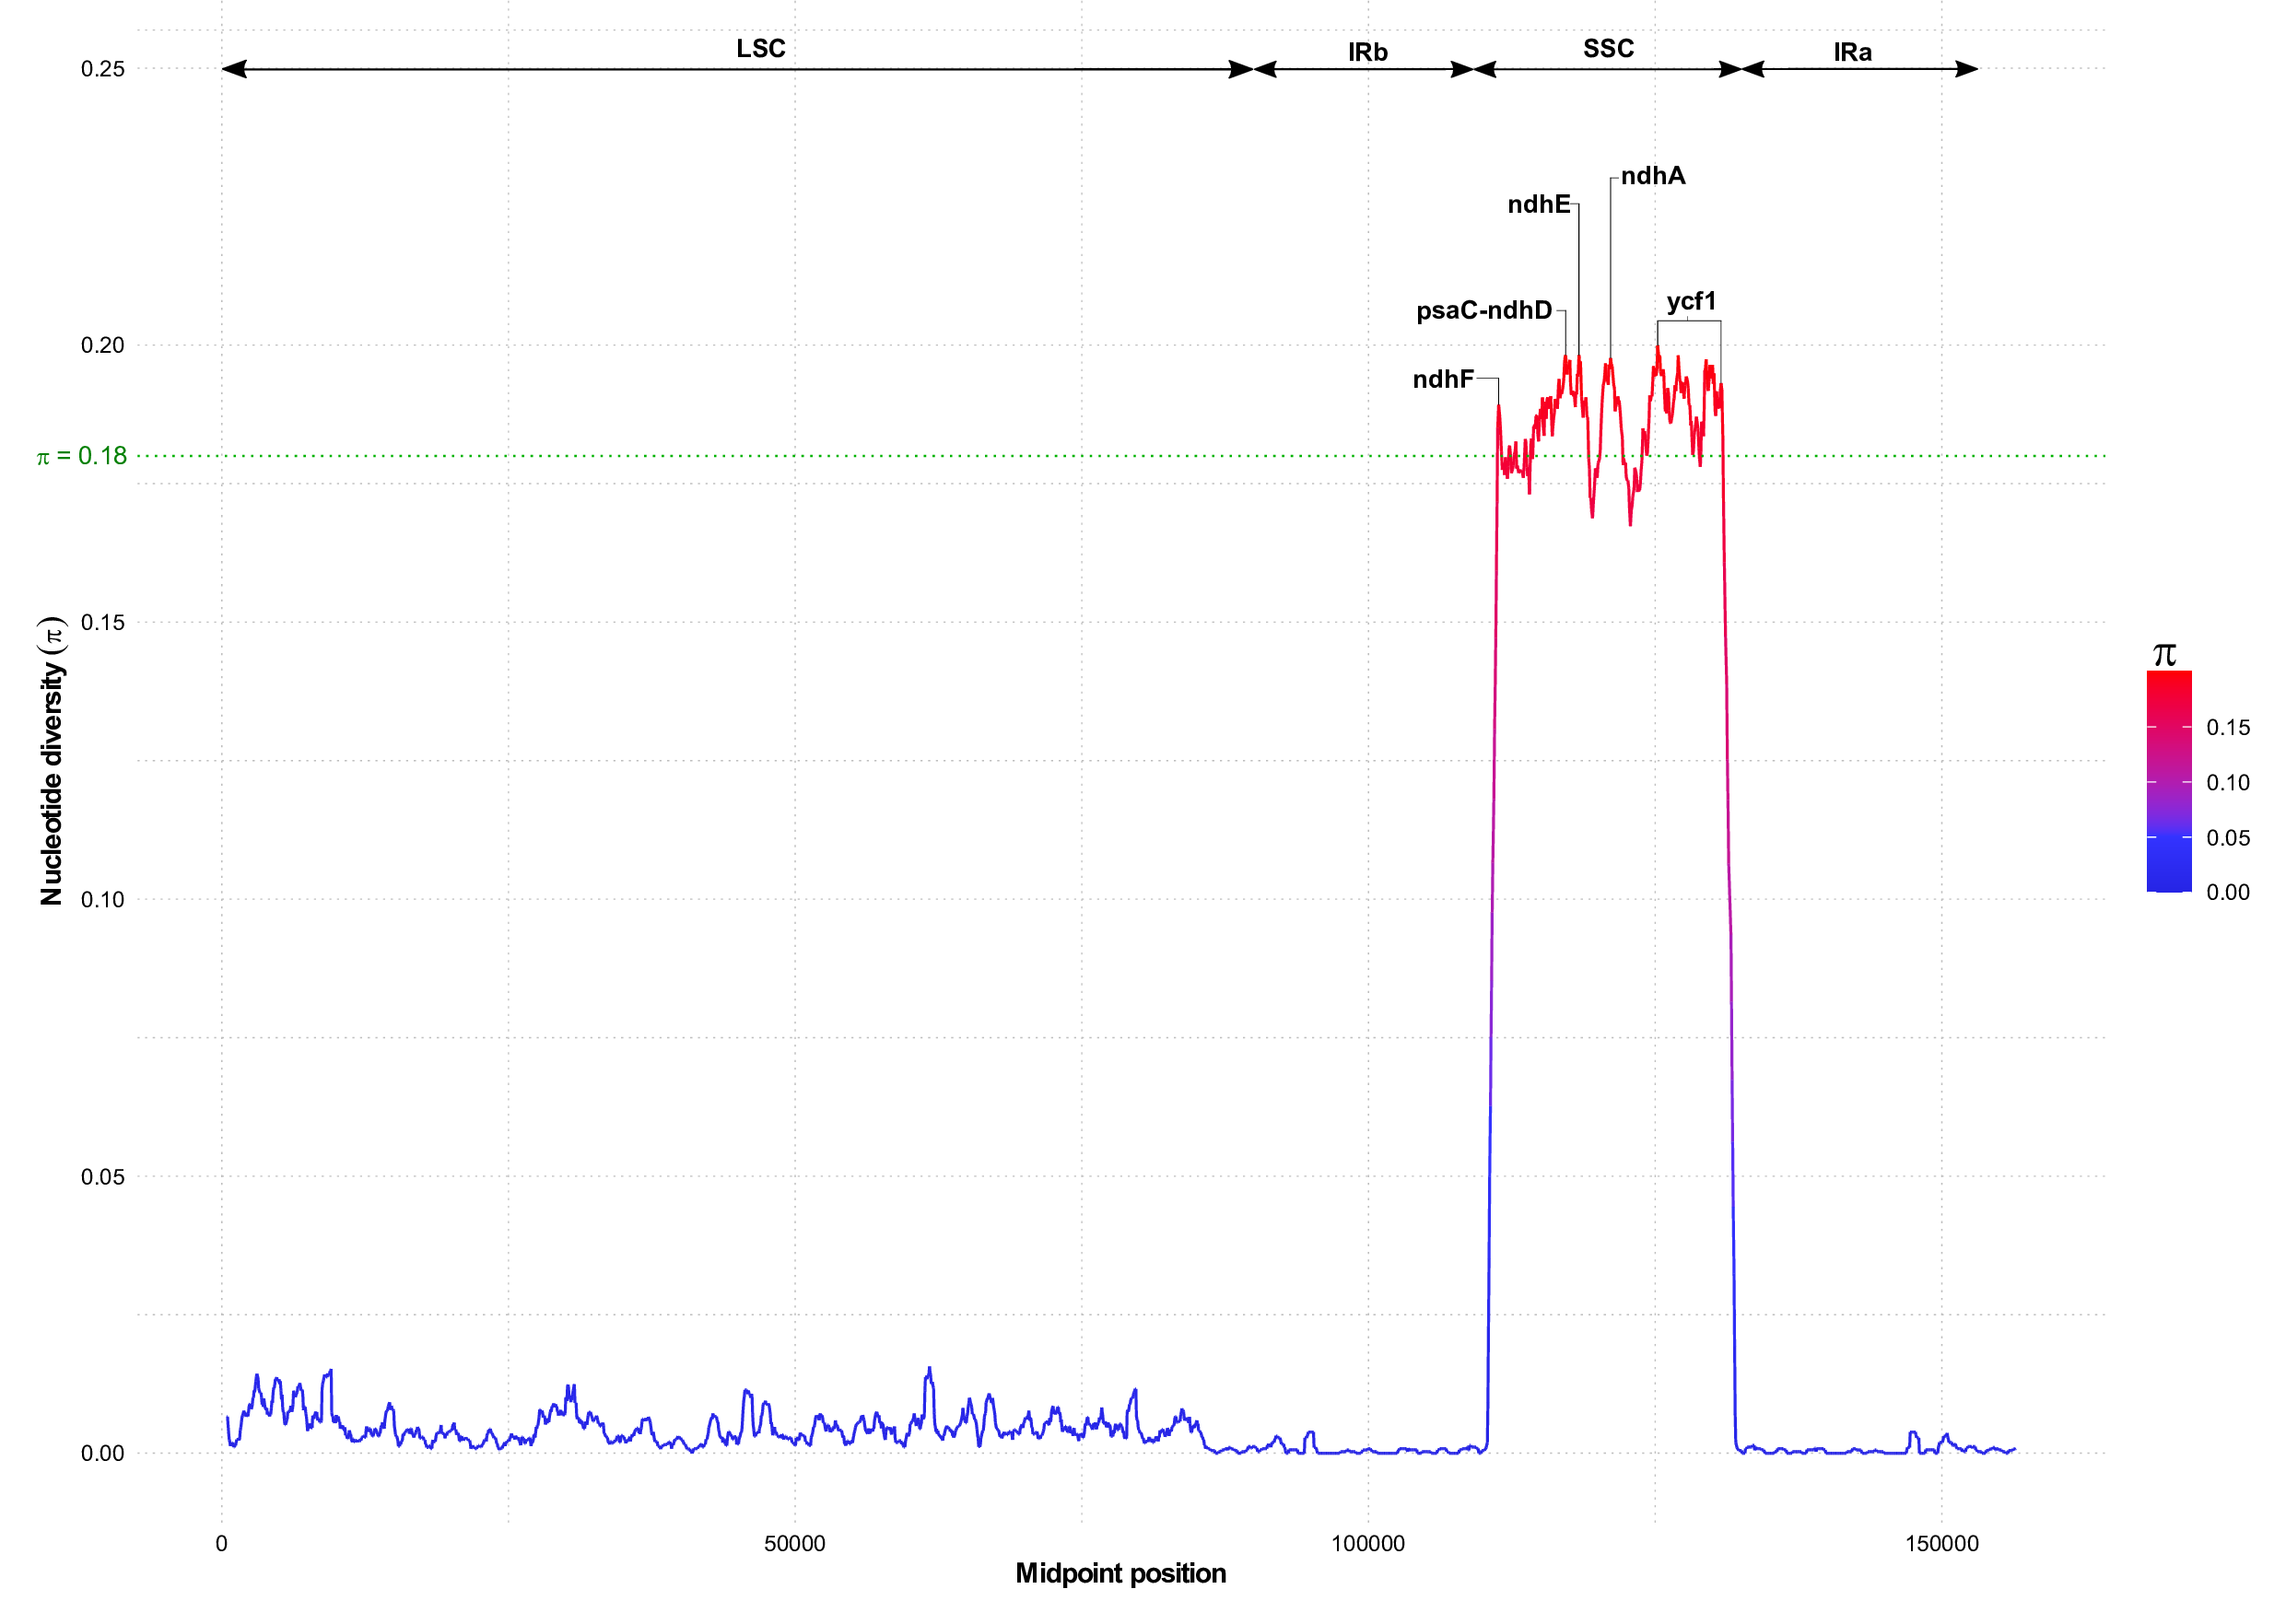 LSC
IRb
SSC
IRa
0.25
ndhA
ndhE
ycf1
psaC-ndhD
0.20
ndhF
π = 0.18
0.15
Nucleotide diversity (π)
π
0.15
0.10
0.05
0.00
0.10
0.05
0.00
0
50000
100000
150000
Midpoint position